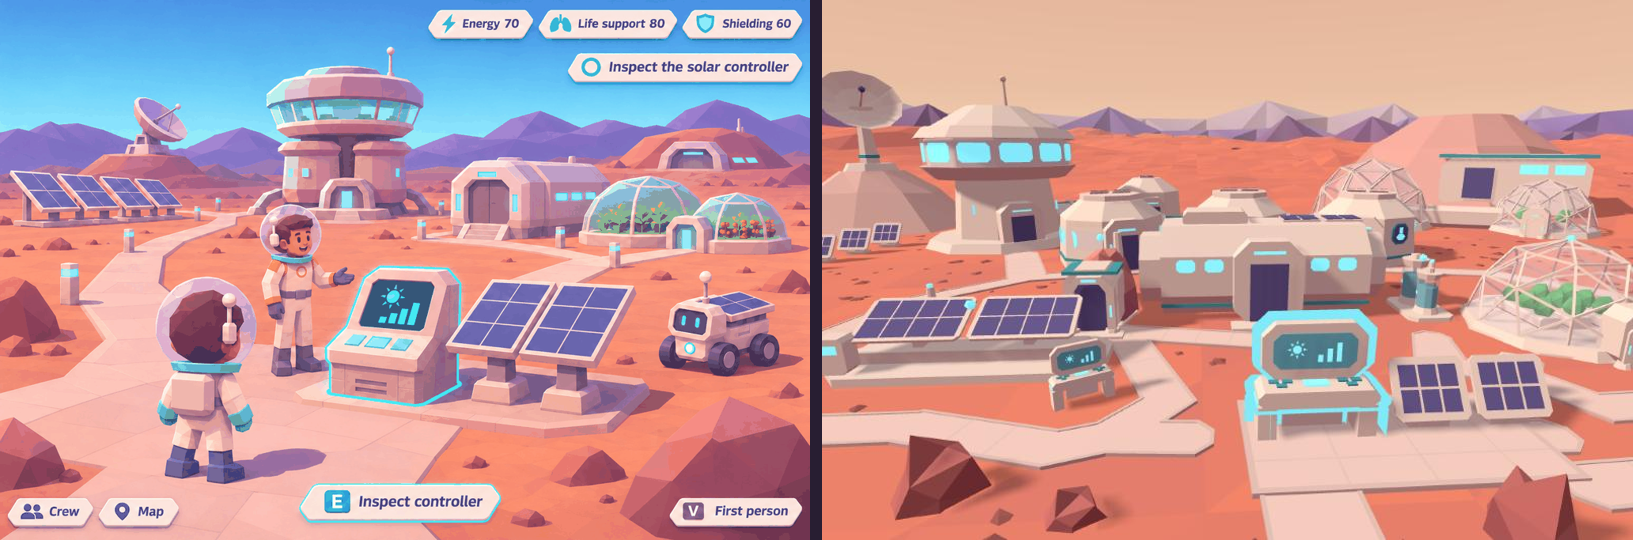 Energy 70
Life support 80
Shielding 60
Inspect the solar controller
Crew
Map
E Inspect controller
V First person